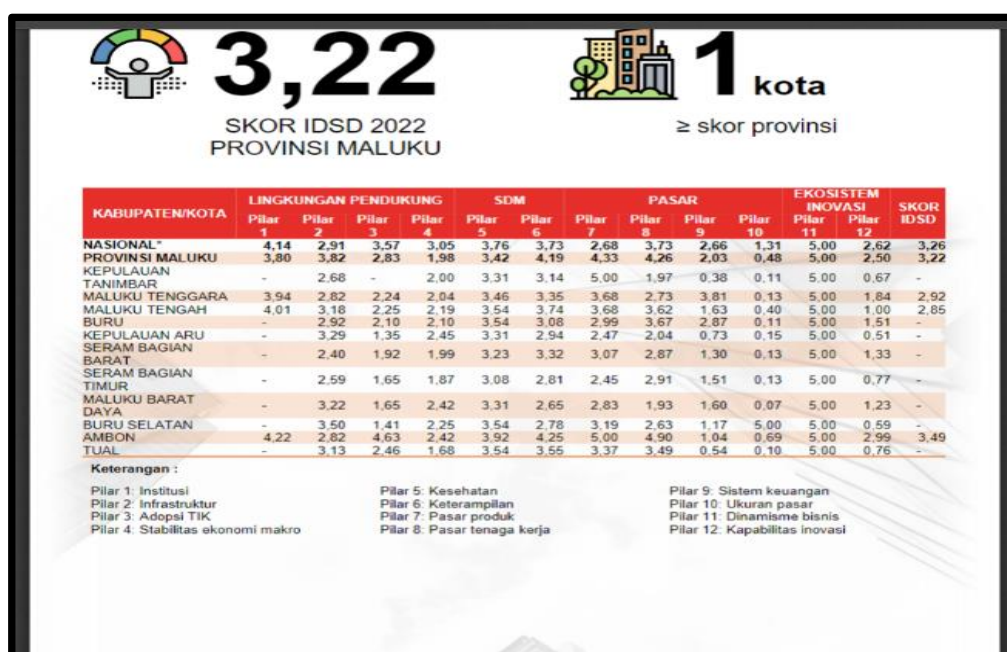 3,22
SKOR IDSD 2022
PROVINSI MALUKU
1 kota
≥ skor provinsi
KABUPATEN/KOTA LINGKUNGAN PENDUKUNG SDM PASAR EKOSISTEM INOVASI SKOR IDSD
Pilar 1 Pilar 2 Pilar 3 Pilar 4 Pilar 5 Pilar 6 Pilar 7 Pilar 8 Pilar 9 Pilar 10 Pilar 11 Pilar 12
NASIONAL* 4,14 2,91 3,57 3,05 3,76 3,73 2,68 3,73 2,66 1,31 5,00 2,62 3,26
PROVINSI MALUKU 3,80 3,82 2,83 1,98 3,42 4,19 4,33 4,26 2,03 0,48 5,00 2,50 3,22
KEPULAUAN TANIMBAR - 2,68 - 2,00 3,31 3,14 5,00 1,97 0,38 0,11 5,00 0,67 -
MALUKU TENGGARA 3,94 2,82 2,24 2,04 3,46 3,35 3,68 2,73 3,81 0,13 5,00 1,84 2,92
MALUKU TENGAH 4,01 3,18 2,25 2,19 3,54 3,74 3,68 3,62 1,63 0,40 5,00 1,00 2,85
BURU - 2,92 2,10 2,10 3,54 3,08 2,99 3,67 2,87 0,11 5,00 1,51 -
KEPULAUAN ARU - 3,29 1,35 2,45 3,31 2,94 2,47 2,04 0,73 0,15 5,00 0,51 -
SERAM BAGIAN BARAT - 2,40 1,92 1,99 3,23 3,32 3,07 2,87 1,30 0,13 5,00 1,33 -
SERAM BAGIAN TIMUR - 2,59 1,65 1,87 3,08 2,81 2,45 2,91 1,51 0,13 5,00 0,77 -
MALUKU BARAT DAYA - 3,22 1,65 2,42 3,31 2,65 2,83 1,93 1,60 0,07 5,00 1,23 -
BURU SELATAN - 3,50 1,41 2,25 3,54 2,78 3,19 2,63 1,17 5,00 5,00 0,59 -
AMBON 4,22 2,82 4,63 2,42 3,92 4,25 5,00 4,90 1,04 0,69 5,00 2,99 3,49
TUAL - 3,13 2,46 1,68 3,54 3,55 3,37 3,49 0,54 0,10 5,00 0,76 -
Keterangan :
Pilar 1: Institusi
Pilar 2: Infrastruktur
Pilar 3: Adopsi TIK
Pilar 4: Stabilitas ekonomi makro
Pilar 5: Kesehatan
Pilar 6: Keterampilan
Pilar 7: Pasar produk
Pilar 8: Pasar tenaga kerja
Pilar 9: Sistem keuangan
Pilar 10: Ukuran pasar
Pilar 11: Dinamisme bisnis
Pilar 12: Kapabilitas inovasi